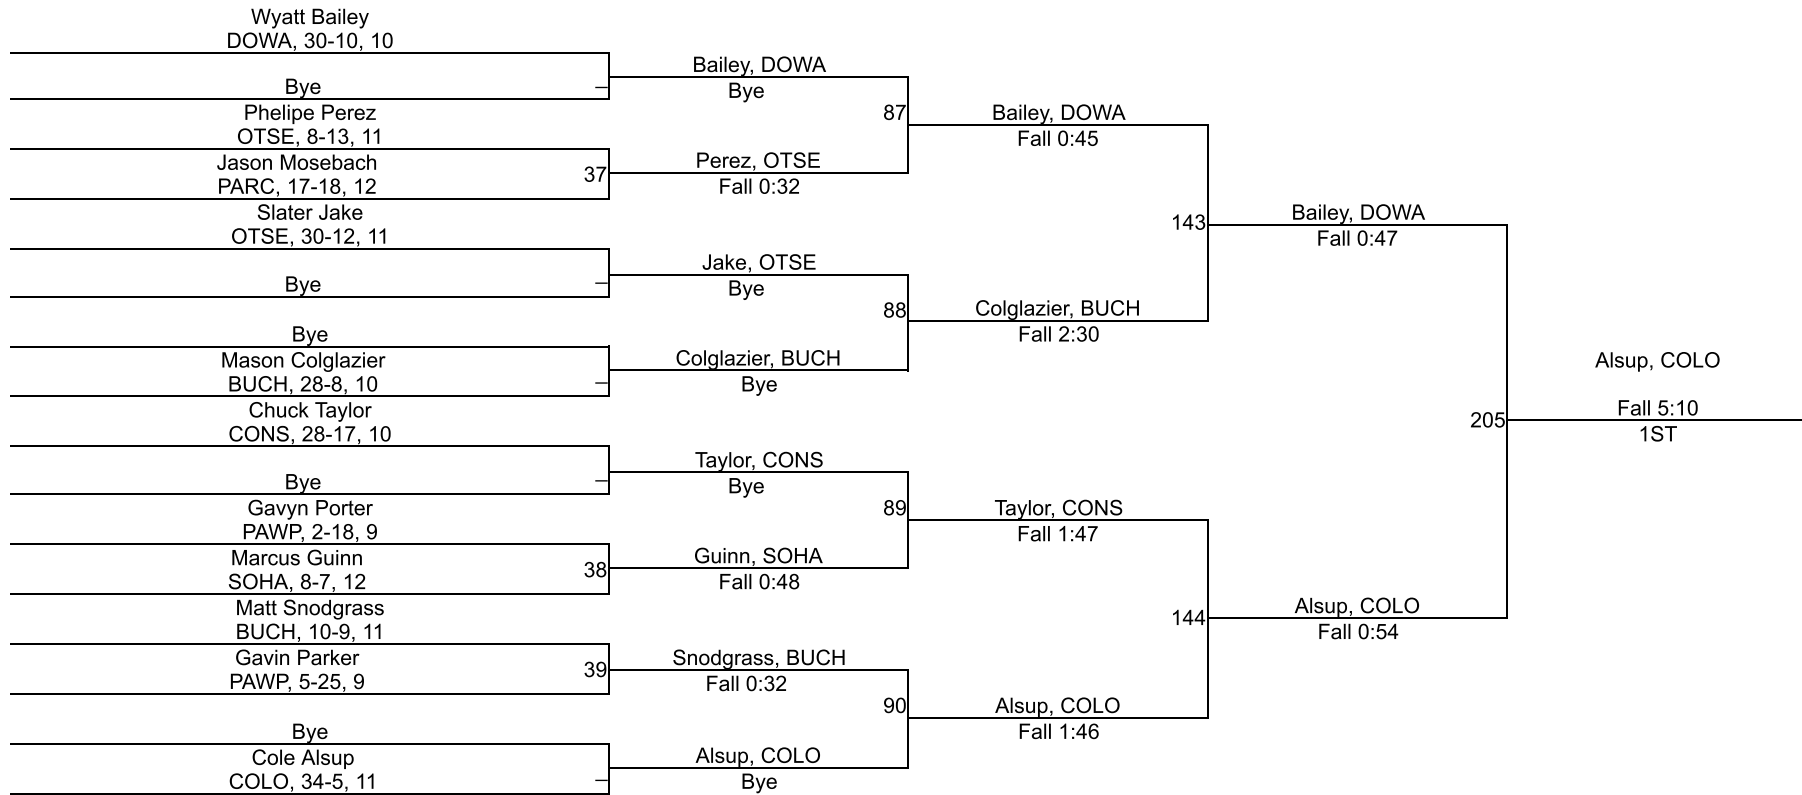 Wyatt Bailey
DOWA, 30-10, 10
Bye
Phelipe Perez
OTSE, 8-13, 11
Jason Mosebach
PARC, 17-18, 12
37
Slater Jake
OTSE, 30-12, 11
Bye
Bye
Mason Colglazier
BUCH, 28-8, 10
Chuck Taylor
CONS, 28-17, 10
Bye
Gavyn Porter
PAWP, 2-18, 9
Marcus Guinn
SOHA, 8-7, 12
38
Matt Snodgrass
BUCH, 10-9, 11
Gavin Parker
PAWP, 5-25, 9
39
Bye
Cole Alsup
COLO, 34-5, 11
Bailey, DOWA
Bye
87
Perez, OTSE
Fall 0:32
Jake, OTSE
Bye
88
Colglazier, BUCH
Bye
Taylor, CONS
Bye
89
Guinn, SOHA
Fall 0:48
Snodgrass, BUCH
Fall 0:32
90
Alsup, COLO
Bye
Bailey, DOWA
Fall 0:45
143
Colglazier, BUCH
Fall 2:30
Taylor, CONS
Fall 1:47
144
Alsup, COLO
Fall 1:46
Bailey, DOWA
Fall 0:47
205
Alsup, COLO
Fall 0:54
Alsup, COLO
Fall 5:10
1ST